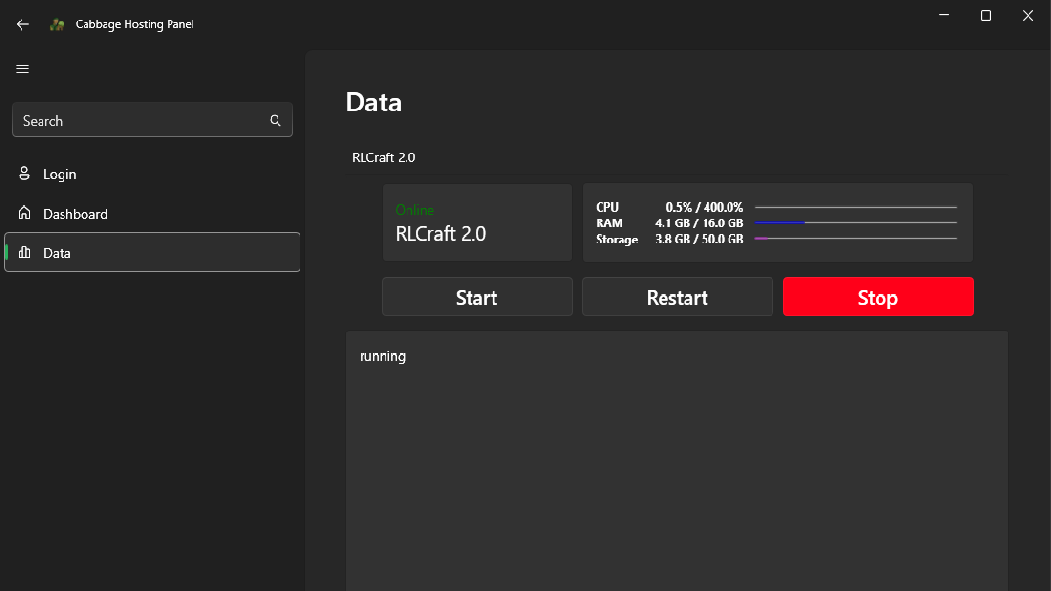 Cabbage Hosting Panel
Search
Login
Dashboard
Data
Data
RLCraft 2.0
Online
RLCraft 2.0
CPU 0.5% / 400.0%
RAM 4.1 GB / 16.0 GB
Storage 3.8 GB / 50.0 GB
Start Restart Stop
running